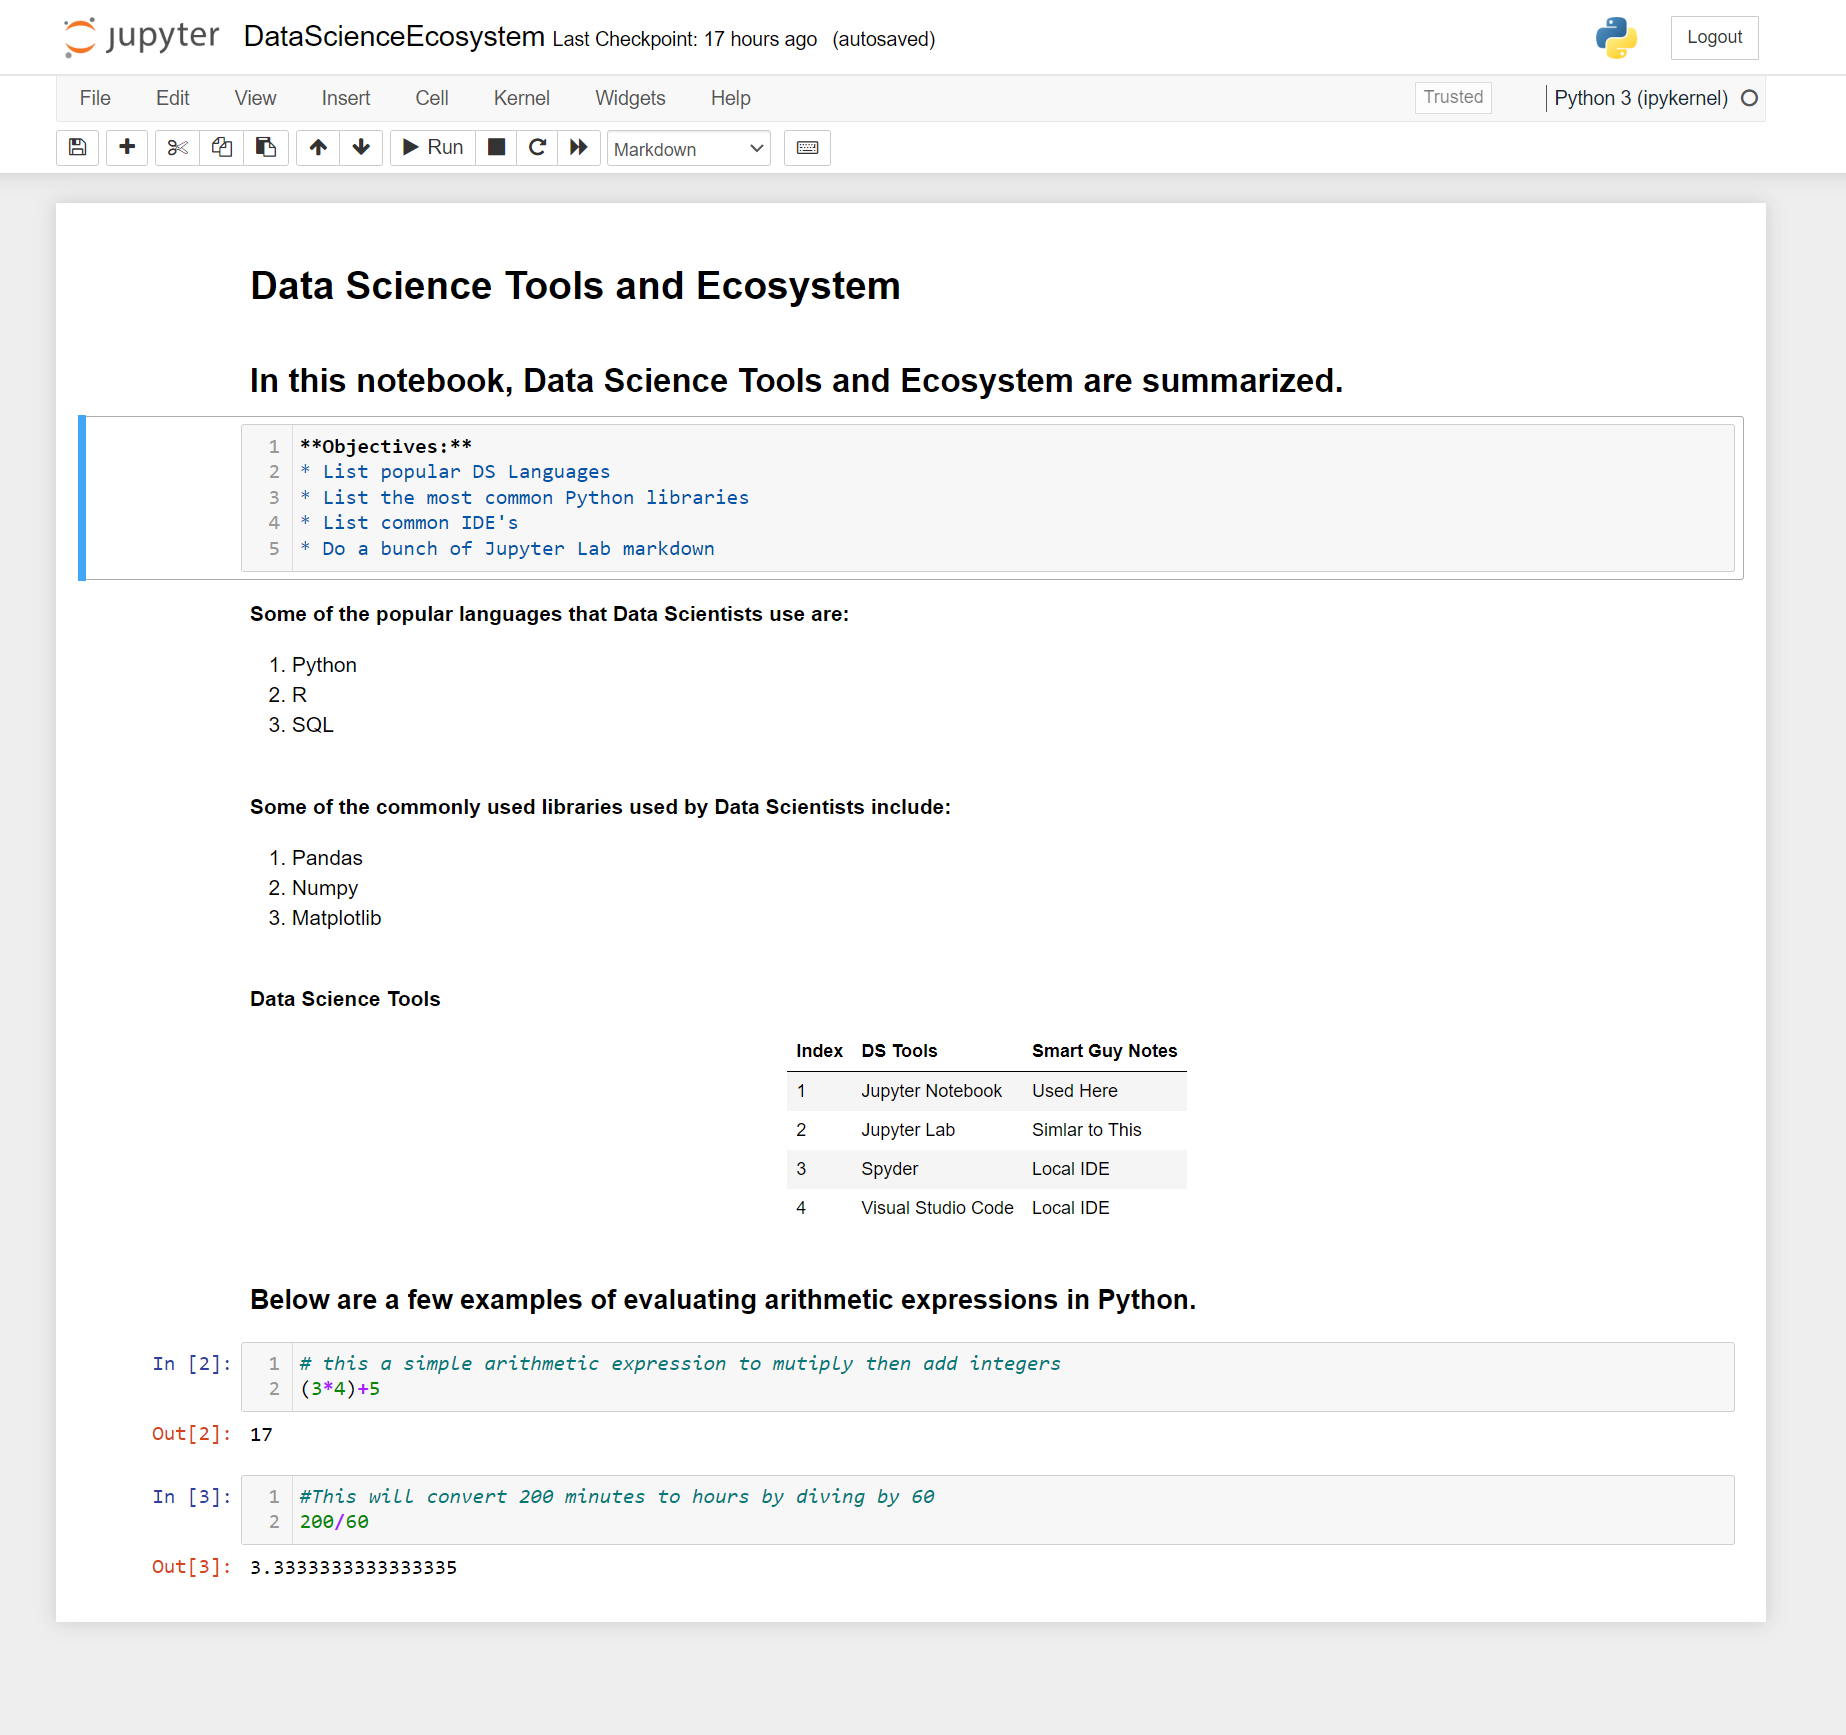 jupyter DataScienceEcosystem Last Checkpoint: 17 hours ago (autosaved) Logout
File Edit View Insert Cell Kernel Widgets Help Trusted Python 3 (ipykernel)
Run Markdown
Data Science Tools and Ecosystem
In this notebook, Data Science Tools and Ecosystem are summarized.
1 **Objectives:**
2 * List popular DS Languages
3 * List the most common Python libraries
4 * List common IDE's
5 * Do a bunch of Jupyter Lab markdown
Some of the popular languages that Data Scientists use are:
1. Python
2. R
3. SQL
Some of the commonly used libraries used by Data Scientists include:
1. Pandas
2. Numpy
3. Matplotlib
Data Science Tools
Index DS Tools Smart Guy Notes
1 Jupyter Notebook Used Here
2 Jupyter Lab Simlar to This
3 Spyder Local IDE
4 Visual Studio Code Local IDE
Below are a few examples of evaluating arithmetic expressions in Python.
In [2]: 1 # this a simple arithmetic expression to mutiply then add integers
2 (3*4)+5
Out[2]: 17
In [3]: 1 #This will convert 200 minutes to hours by diving by 60
2 200/60
Out[3]: 3.3333333333333335